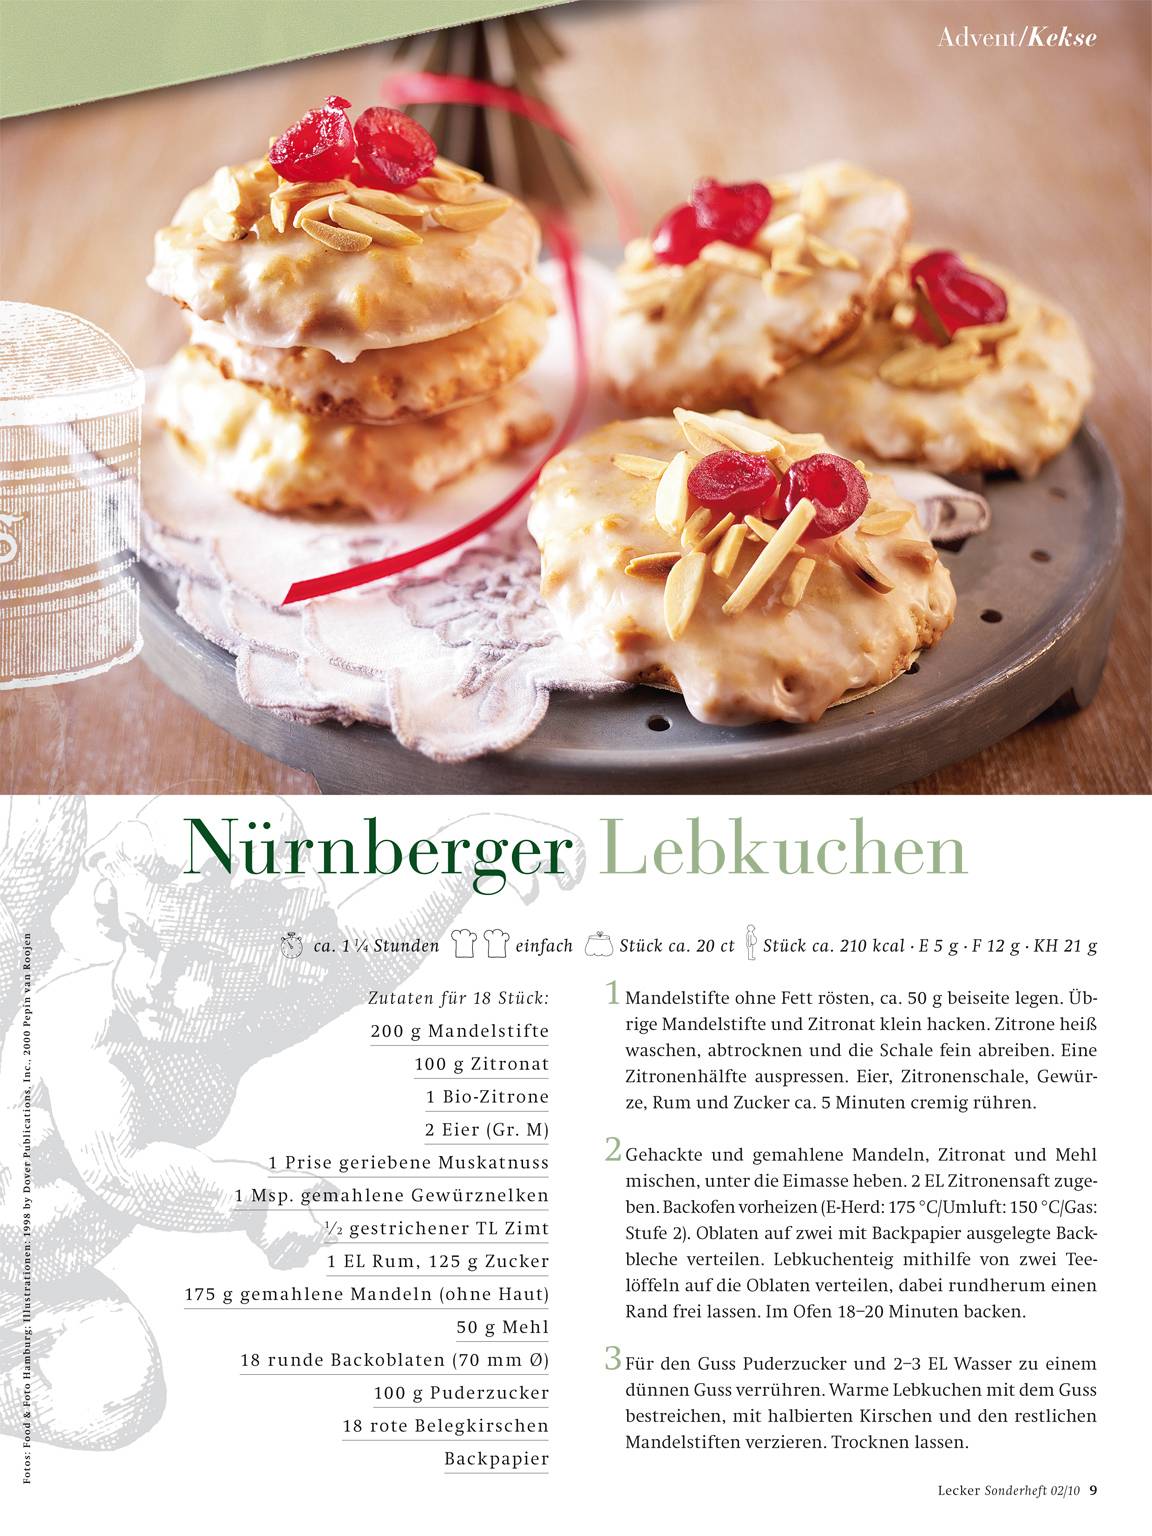 Advent/Kekse
Nürnberger Lebkuchen
ca. 1 ¼ Stunden einfach Stück ca. 20 ct Stück ca. 210 kcal · E 5 g · F 12 g · KH 21 g
Zutaten für 18 Stück:
200 g Mandelstifte
100 g Zitronat
1 Bio-Zitrone
2 Eier (Gr. M)
1 Prise geriebene Muskatnuss
1 Msp. gemahlene Gewürznelken
½ gestrichener TL Zimt
1 EL Rum, 125 g Zucker
175 g gemahlene Mandeln (ohne Haut)
50 g Mehl
18 runde Backoblaten (70 mm Ø)
100 g Puderzucker
18 rote Belegkirschen
Backpapier
1 Mandelstifte ohne Fett rösten, ca. 50 g beiseite legen. Üb-
rige Mandelstifte und Zitronat klein hacken. Zitrone heiß
waschen, abtrocknen und die Schale fein abreiben. Eine
Zitronenhälfte auspressen. Eier, Zitronenschale, Gewür-
ze, Rum und Zucker ca. 5 Minuten cremig rühren.
2 Gehackte und gemahlene Mandeln, Zitronat und Mehl
mischen, unter die Eimasse heben. 2 EL Zitronensaft zuge-
ben. Backofen vorheizen (E-Herd: 175 °C/Umluft: 150 °C/Gas:
Stufe 2). Oblaten auf zwei mit Backpapier ausgelegte Back-
bleche verteilen. Lebkuchenteig mithilfe von zwei Tee-
löffeln auf die Oblaten verteilen, dabei rundherum einen
Rand frei lassen. Im Ofen 18–20 Minuten backen.
3 Für den Guss Puderzucker und 2–3 EL Wasser zu einem
dünnen Guss verrühren. Warme Lebkuchen mit dem Guss
bestreichen, mit halbierten Kirschen und den restlichen
Mandelstiften verzieren. Trocknen lassen.
Fotos: Food & Foto Hamburg; Illustrationen: 1998 by Dover Publications, Inc., 2000 Pepin van Roojen
Lecker Sonderheft 02/10 9